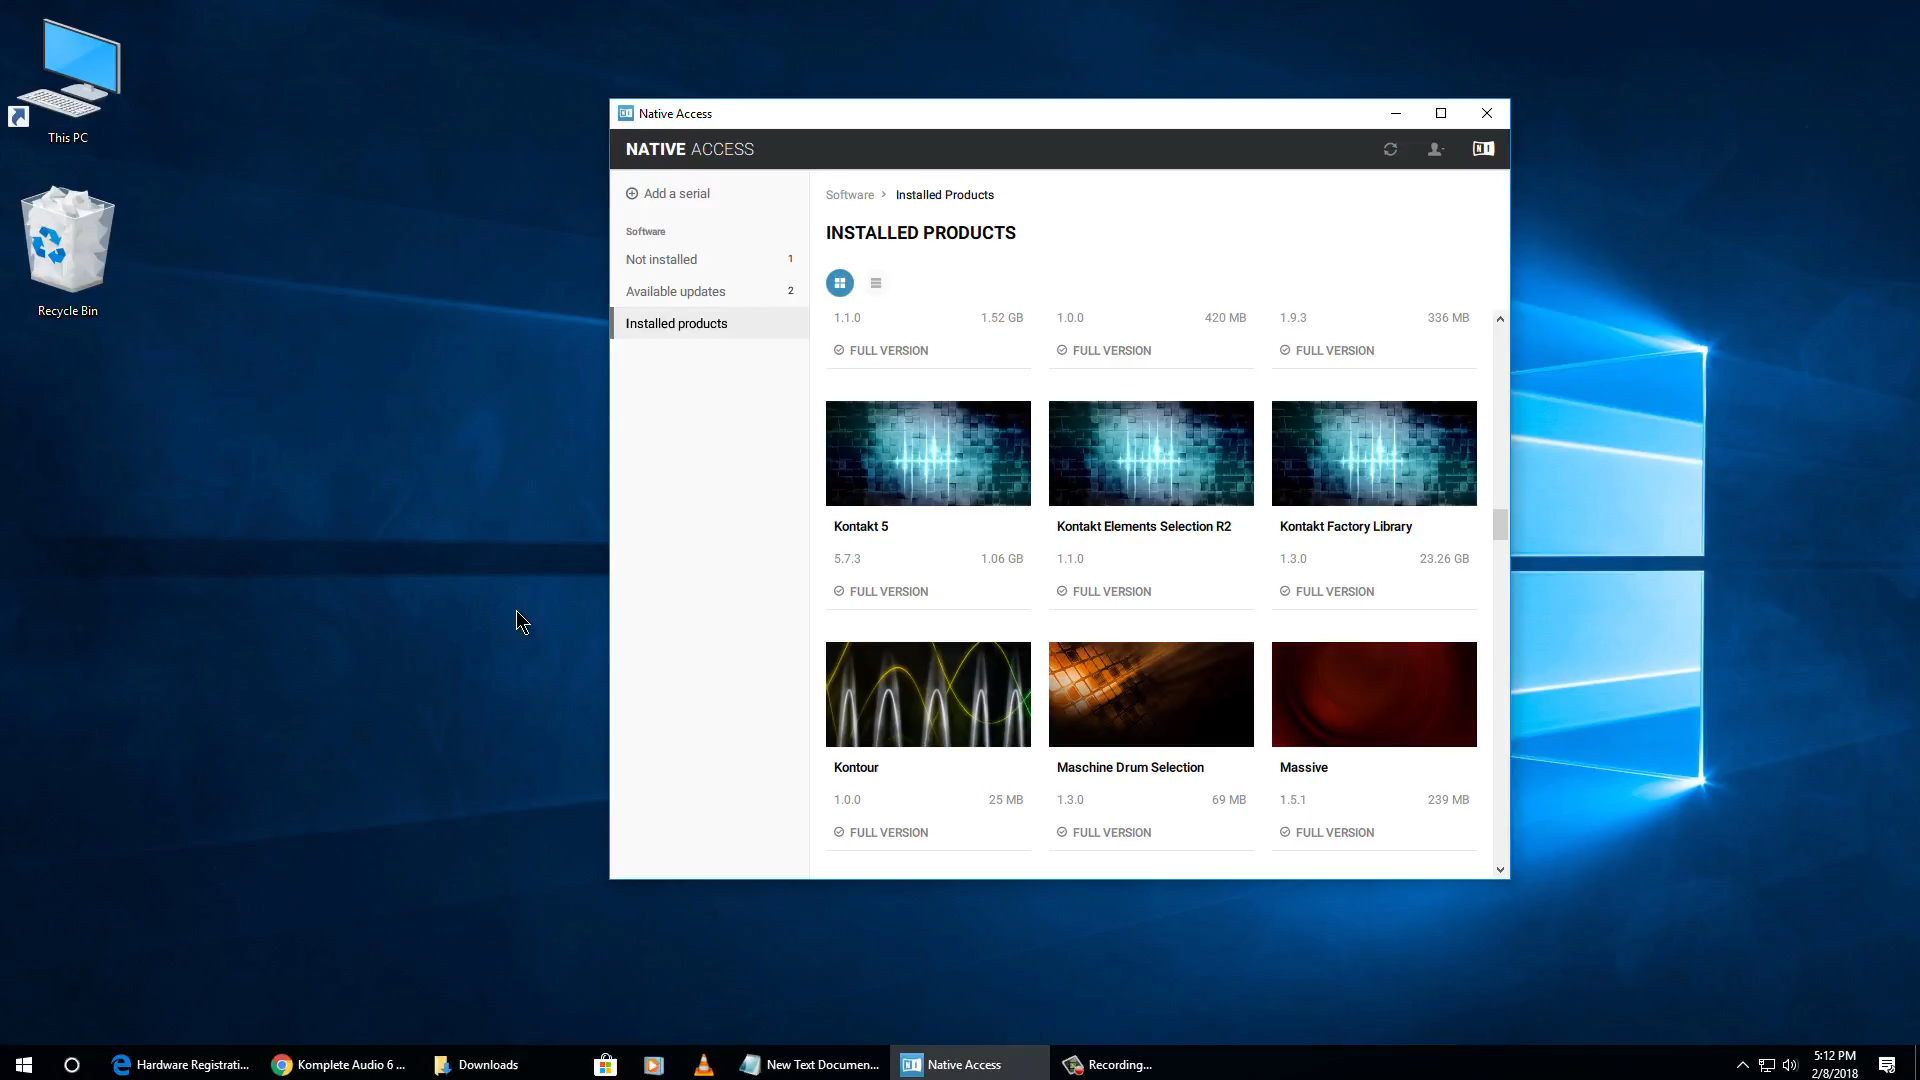 This PC
Recycle Bin
Native Access
NATIVE ACCESS
Add a serial
Software
Not installed 1
Available updates 2
Installed products
Software > Installed Products
INSTALLED PRODUCTS
1.1.0 1.52 GB 1.0.0 420 MB 1.9.3 336 MB
FULL VERSION FULL VERSION FULL VERSION
Kontakt 5 Kontakt Elements Selection R2 Kontakt Factory Library
5.7.3 1.06 GB 1.1.0 1.3.0 23.26 GB
FULL VERSION FULL VERSION FULL VERSION
Kontour Maschine Drum Selection Massive
1.0.0 25 MB 1.3.0 69 MB 1.5.1 239 MB
FULL VERSION FULL VERSION FULL VERSION
Hardware Registrati... Komplete Audio 6 ... Downloads New Text Documen... Native Access Recording...
5:12 PM
2/8/2018